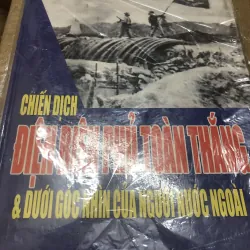 CHIẾN DỊCH
ĐIỆN BIÊN PHỦ TOÀN THẮNG
& DƯỚI GÓC NHÌN CỦA NGƯỜI NƯỚC NGOÀI